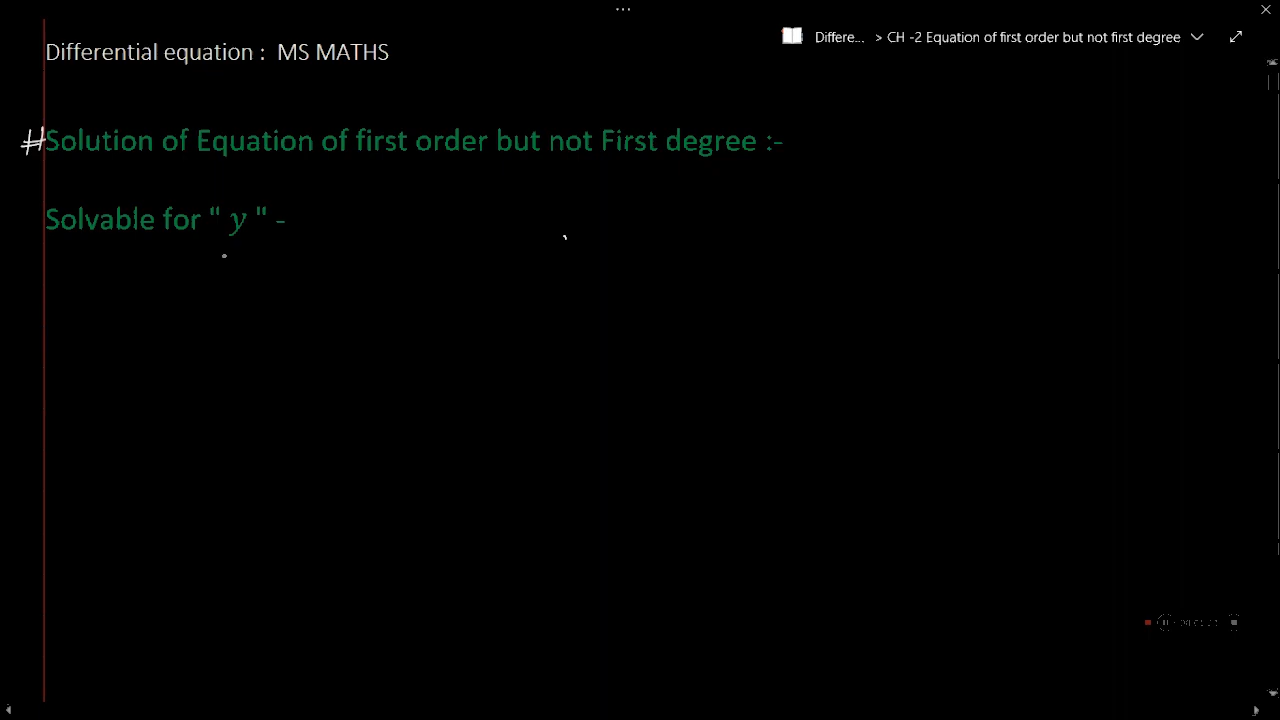 Differential equation : MS MATHS
Differe... > CH -2 Equation of first order but not first degree
#Solution of Equation of first order but not First degree :-
Solvable for " y " -